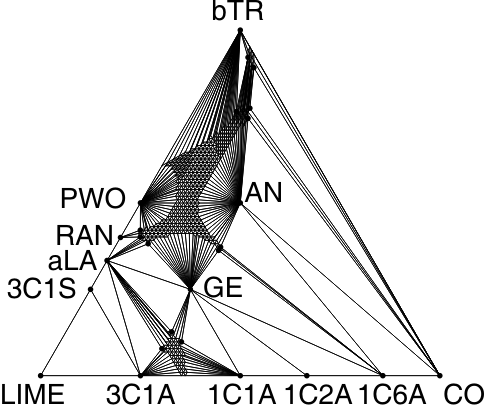 bTR
PWO
AN
RAN
aLA
3C1S
GE
LIME 3C1A 1C1A 1C2A 1C6A CO